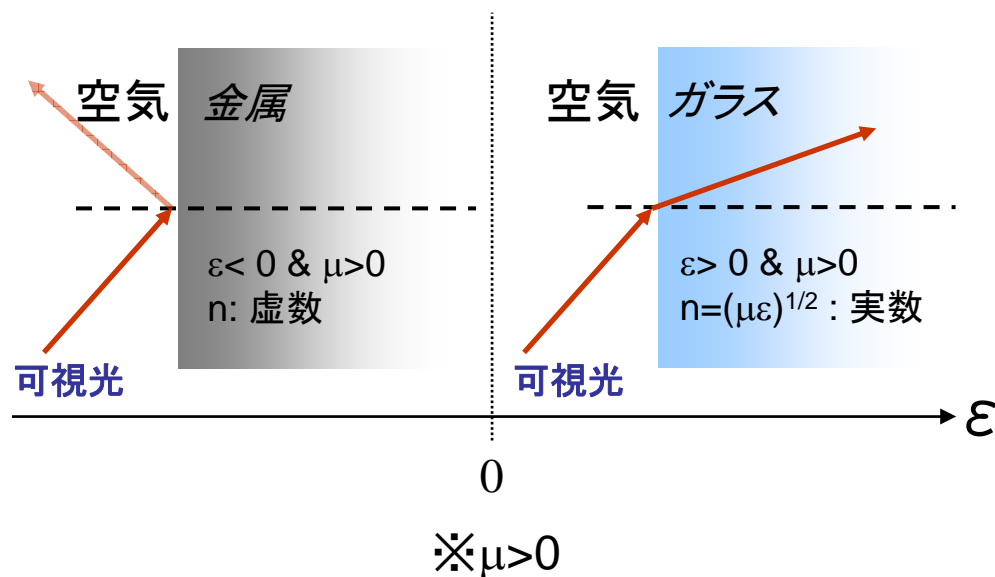 空気
金属
ε< 0 & μ>0
n: 虚数
可視光
空気
ガラス
ε> 0 & μ>0
n=(με)1/2 : 実数
可視光
ε
0
※μ>0